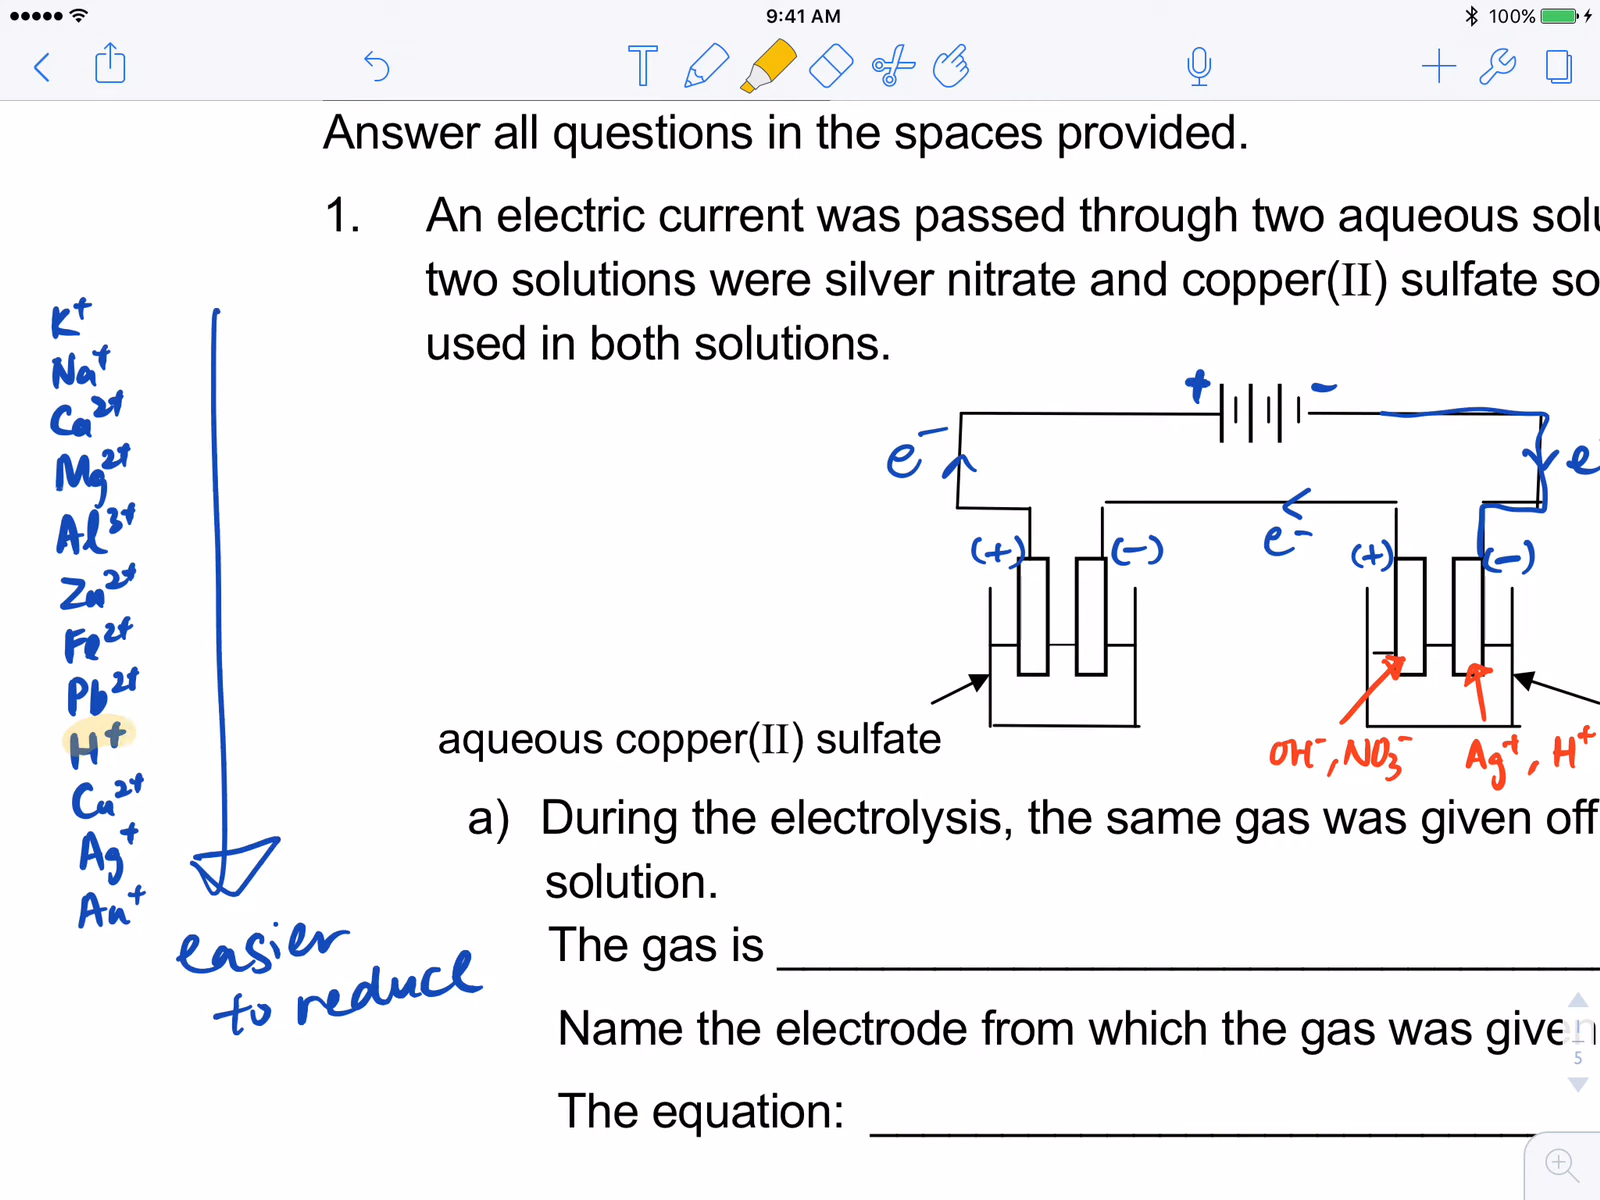 9:41 AM
100%
T
Answer all questions in the spaces provided.
1. An electric current was passed through two aqueous solu
two solutions were silver nitrate and copper(II) sulfate so
used in both solutions.
K+
Na+
Ca2+
Mg2+
Al3+
Zn2+
Fe2+
Pb2+
H+
Cu2+
Ag+
Au+
easier
to reduce
+ -
e- e
e-
(+) (-) (+) (-)
aqueous copper(II) sulfate
OH-, NO3- Ag+, H+
a) During the electrolysis, the same gas was given off
solution.
The gas is
Name the electrode from which the gas was given
5
The equation: